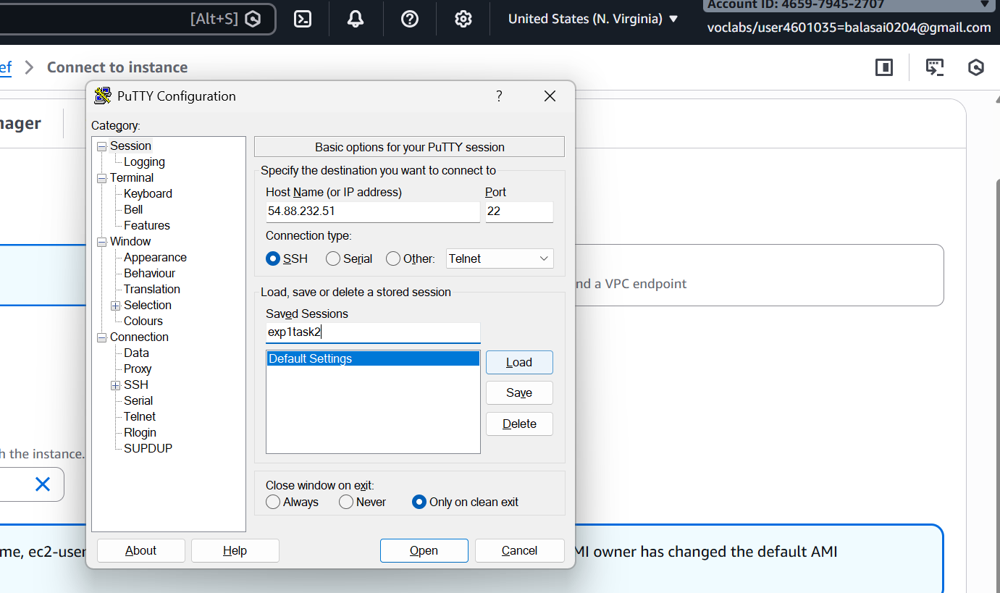 [Alt+S]
United States (N. Virginia)
Account ID: 4659-7945-2707
voclabs/user4601035=balasai0204@gmail.com
ef
Connect to instance
nager
PuTTY Configuration
?
Category:
Session
Logging
Terminal
Keyboard
Bell
Features
Window
Appearance
Behaviour
Translation
Selection
Colours
Connection
Data
Proxy
SSH
Serial
Telnet
Rlogin
SUPDUP
Basic options for your PuTTY session
Specify the destination you want to connect to
Host Name (or IP address) Port
54.88.232.51 22
Connection type:
SSH Serial Other: Telnet
Load, save or delete a stored session
Saved Sessions
exp1task2
Default Settings
Load
Save
Delete
Close window on exit:
Always Never Only on clean exit
About Help Open Cancel
nd a VPC endpoint
h the instance.
me, ec2-user
MI owner has changed the default AMI